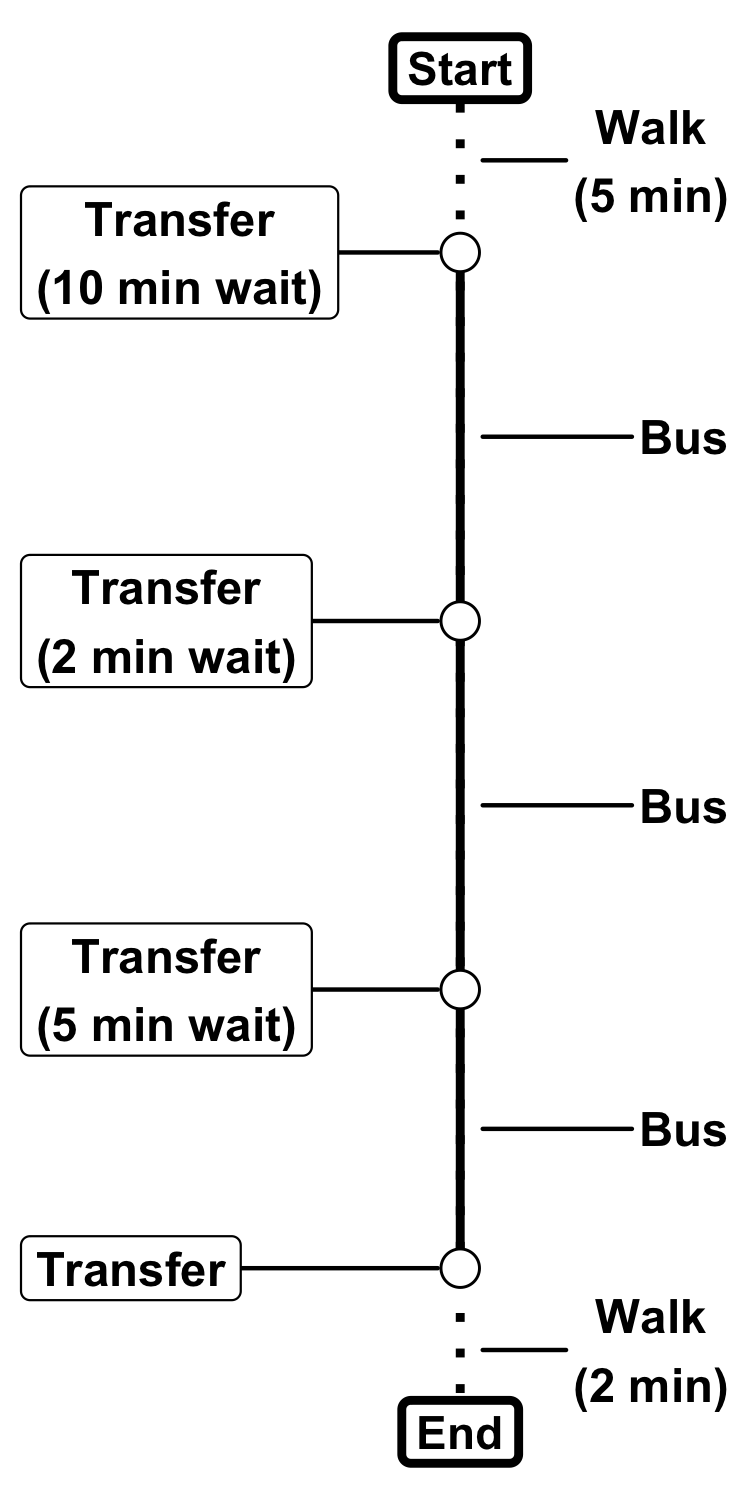 Start
Walk
(5 min)
Transfer
(10 min wait)
Bus
Transfer
(2 min wait)
Bus
Transfer
(5 min wait)
Bus
Transfer
Walk
(2 min)
End